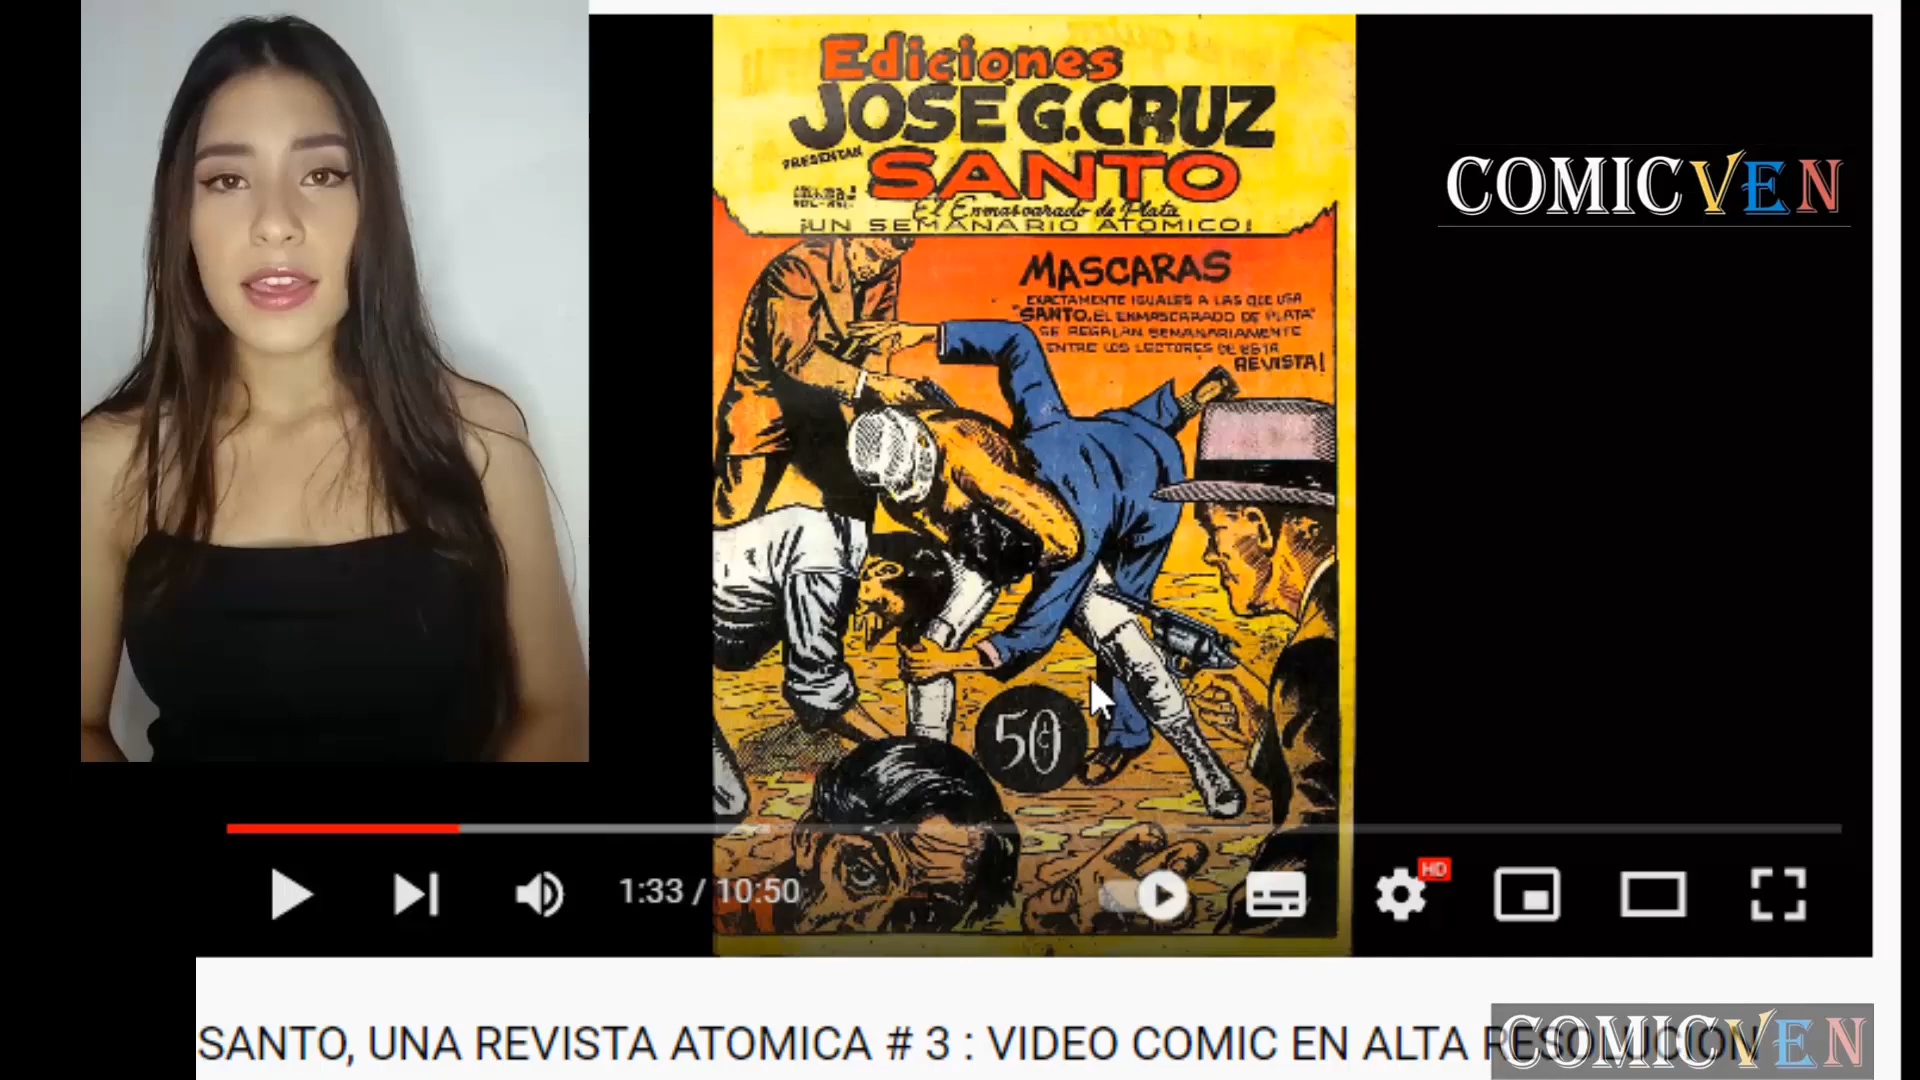 Ediciones
JOSE G. CRUZ
PRESENTAN
SANTO
El Enmascarado de Plata
¡UN SEMANARIO ATOMICO!
MASCARAS
EXACTAMENTE IGUALES A LAS QUE USA
"SANTO, EL ENMASCARADO DE PLATA"
SE REGALAN SEMANARIAMENTE
ENTRE LOS LECTORES DE ESTA
REVISTA!
50¢
COMICVEN
1:33 / 10:50
HD
SANTO, UNA REVISTA ATOMICA # 3 : VIDEO COMIC EN ALTA RESOLUCION
COMICVEN